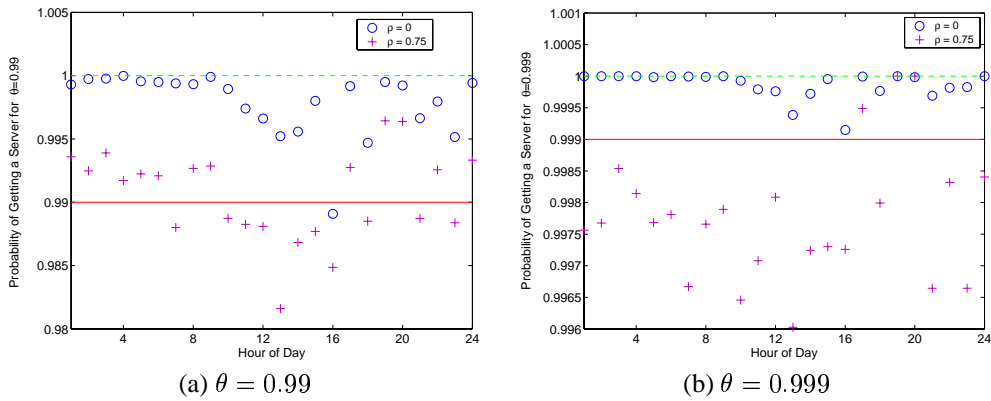 1.005
1
0.995
0.99
0.985
0.98
Probability of Getting a Server for θ=0.99
ρ = 0
ρ = 0.75
4 8 12 16 20 24
Hour of Day
(a) θ = 0.99
1.001
1.0005
1
0.9995
0.999
0.9985
0.998
0.9975
0.997
0.9965
0.996
Probability of Getting a Server for θ=0.999
ρ = 0
ρ = 0.75
4 8 12 16 20 24
Hour of Day
(b) θ = 0.999